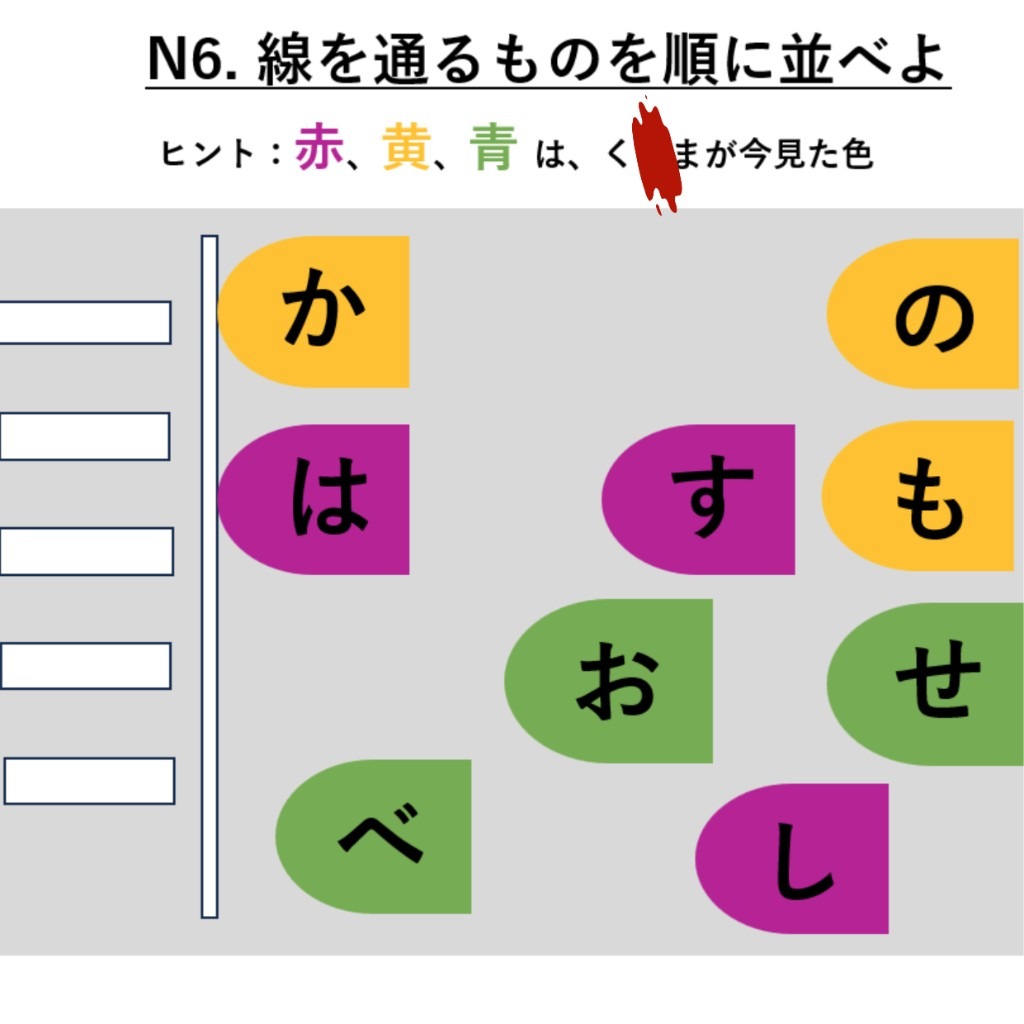 N6. 線を通るものを順に並べよ
ヒント：赤、黄、青 は、く まが今見た色
か の
は す も
お せ
べ し